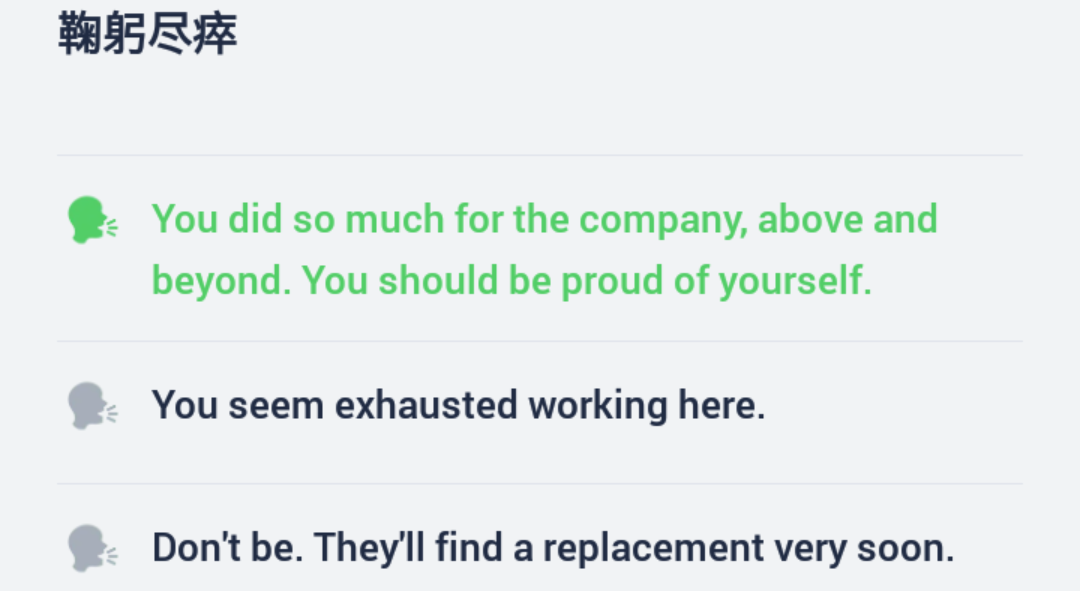 鞠躬尽瘁
You did so much for the company, above and
beyond. You should be proud of yourself.
You seem exhausted working here.
Don't be. They'll find a replacement very soon.